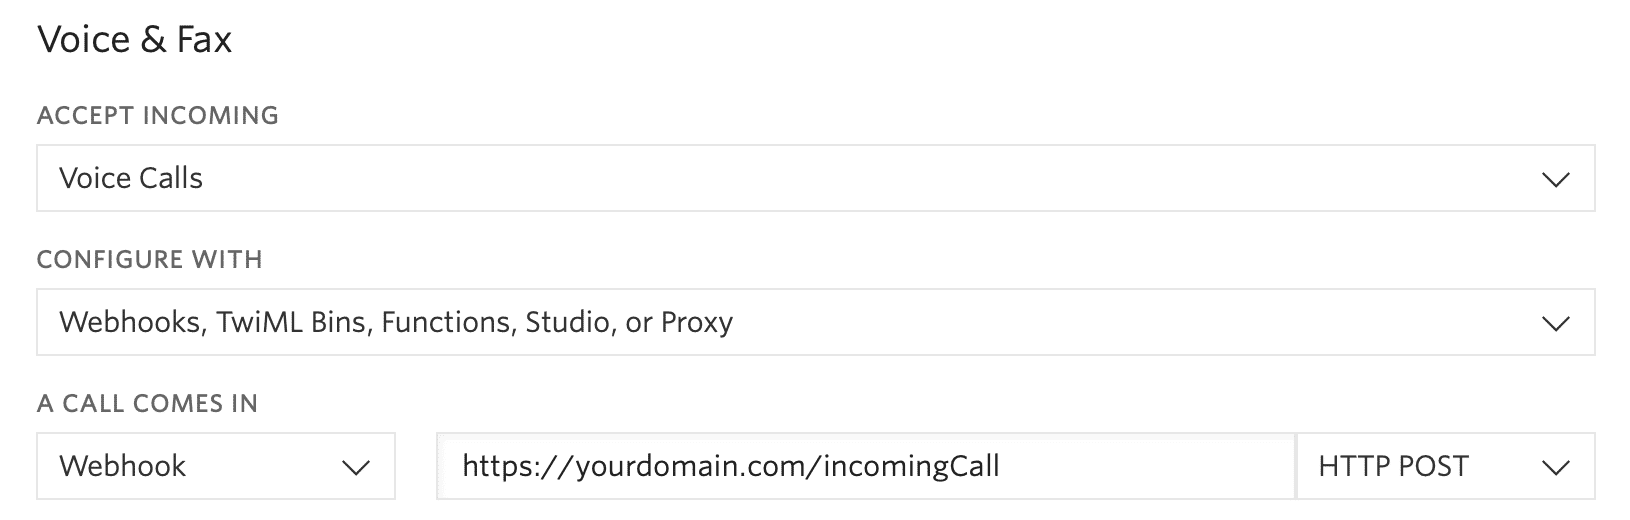 Voice & Fax
ACCEPT INCOMING
Voice Calls
CONFIGURE WITH
Webhooks, TwiML Bins, Functions, Studio, or Proxy
A CALL COMES IN
Webhook https://yourdomain.com/incomingCall HTTP POST